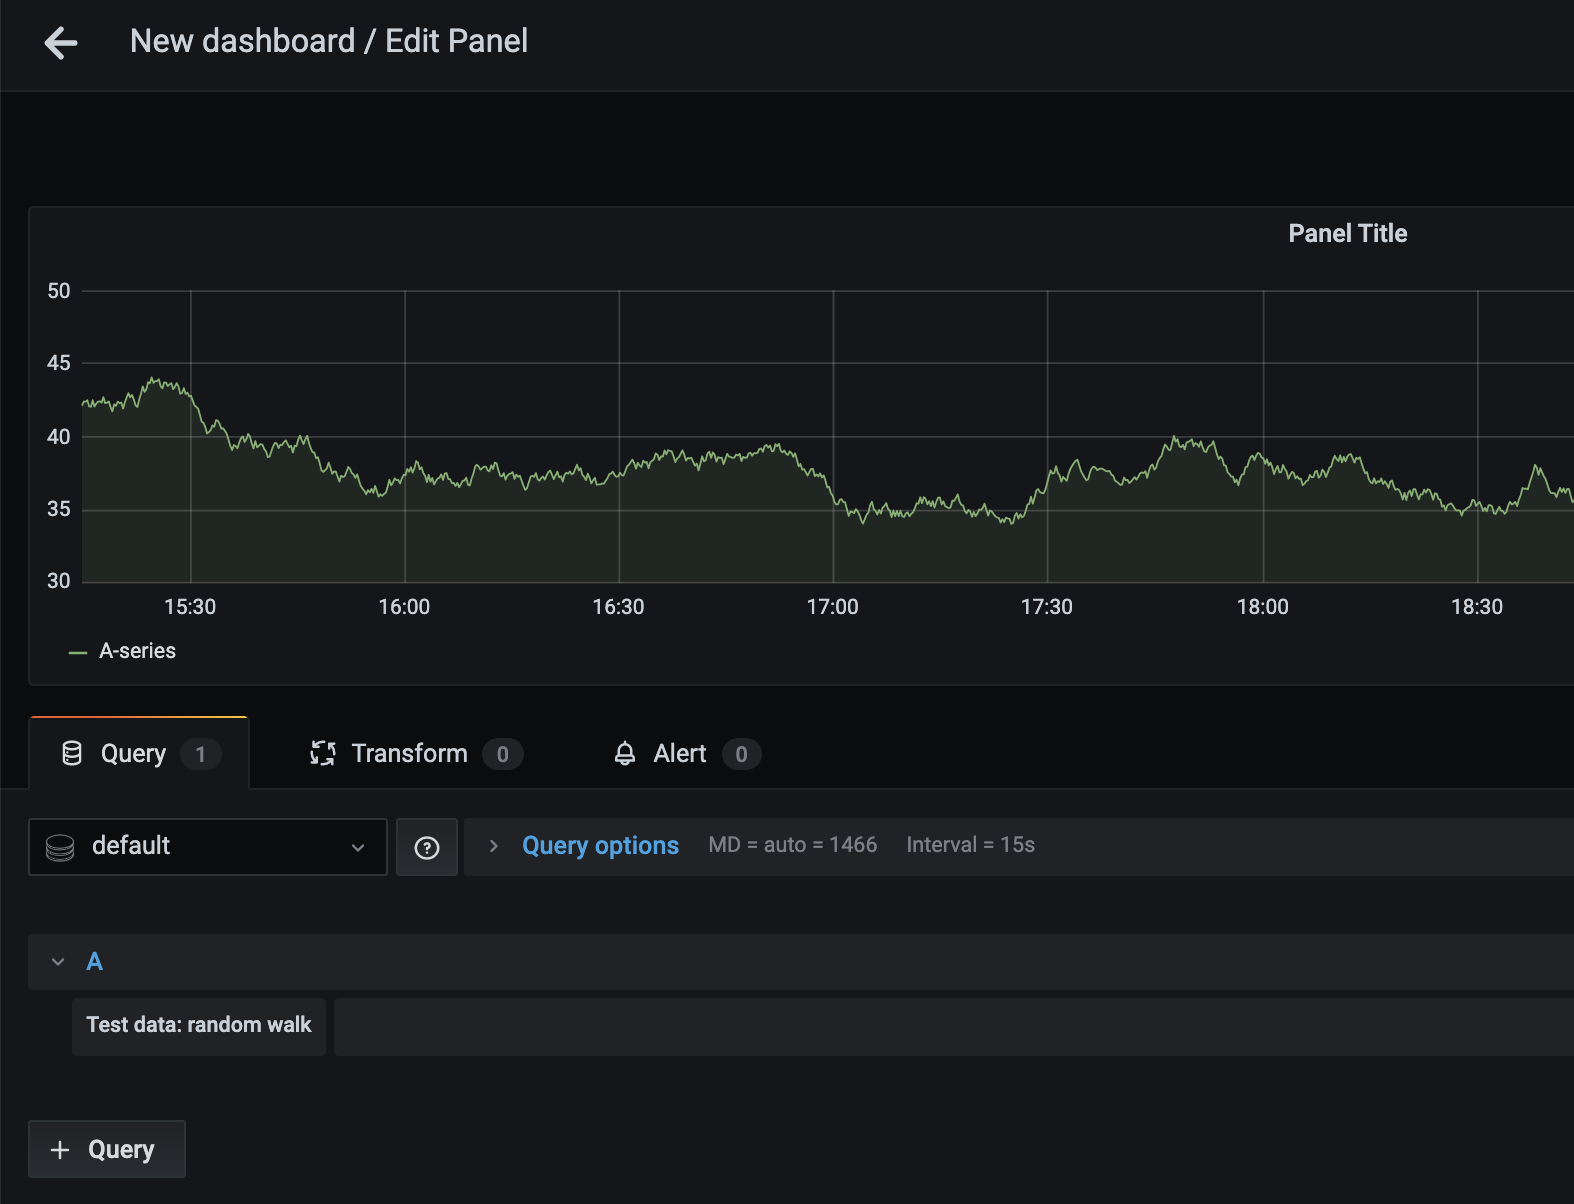 New dashboard / Edit Panel
Panel Title
50
45
40
35
30
15:30 16:00 16:30 17:00 17:30 18:00 18:30
A-series
Query 1 Transform 0 Alert 0
default ? Query options MD = auto = 1466 Interval = 15s
A
Test data: random walk
+ Query